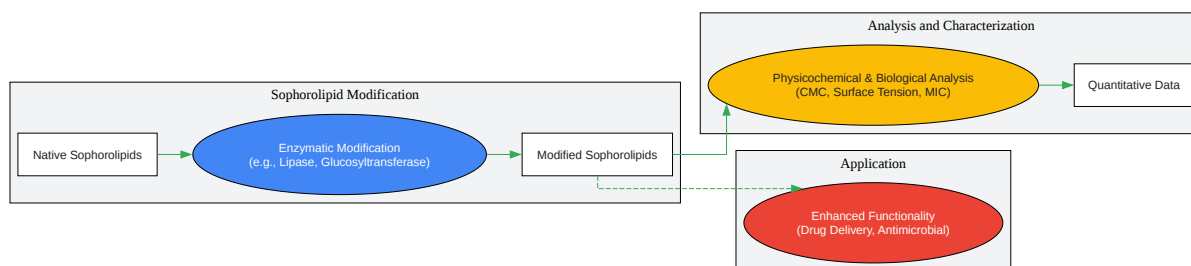 Sophorolipid Modification
Native Sophorolipids
Enzymatic Modification
(e.g., Lipase, Glucosyltransferase)
Modified Sophorolipids
Analysis and Characterization
Physicochemical & Biological Analysis
(CMC, Surface Tension, MIC)
Quantitative Data
Application
Enhanced Functionality
(Drug Delivery, Antimicrobial)